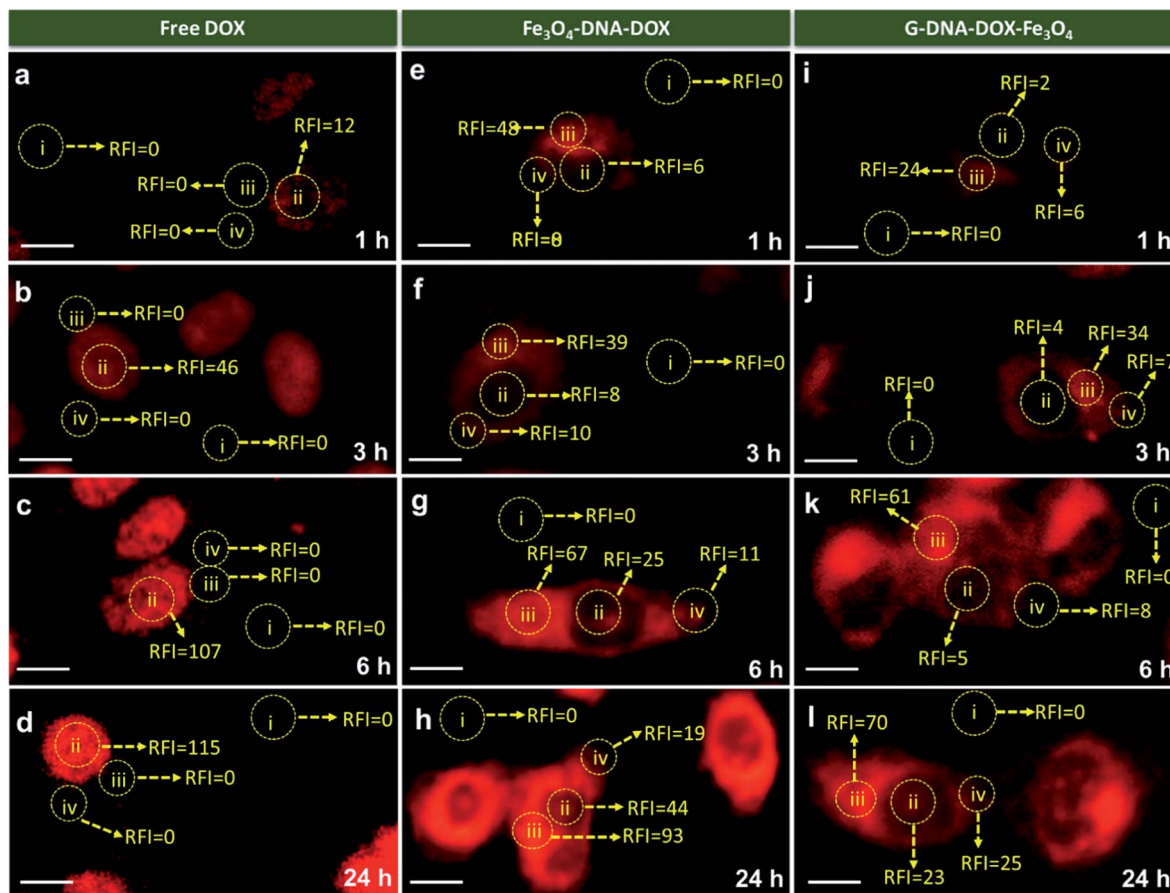 Free DOX
Fe₃O₄-DNA-DOX
G-DNA-DOX-Fe₃O₄
a
i
RFI=0
RFI=12
RFI=0
iii
ii
RFI=0
iv
1 h
e
i
RFI=0
RFI=48
iii
iv
ii
RFI=6
1 h
i
RFI=2
ii
iv
RFI=24
iii
RFI=6
i
RFI=0
1 h
b
iii
RFI=0
ii
RFI=46
iv
RFI=0
i
RFI=0
3 h
f
iii
RFI=39
i
RFI=0
ii
RFI=8
iv
RFI=10
3 h
j
RFI=4
RFI=34
RFI=7
RFI=0
ii
iii
iv
i
3 h
c
iv
RFI=0
iii
RFI=0
ii
i
RFI=0
RFI=107
6 h
g
i
RFI=0
RFI=67
RFI=25
RFI=11
iii
ii
iv
6 h
k
RFI=61
i
iii
RFI=0
ii
iv
RFI=8
RFI=5
6 h
d
i
RFI=0
ii
RFI=115
iii
RFI=0
iv
RFI=0
24 h
h
i
RFI=0
iv
RFI=19
ii
RFI=44
iii
RFI=93
24 h
l
i
RFI=0
RFI=70
iii
ii
iv
RFI=23
RFI=25
24 h